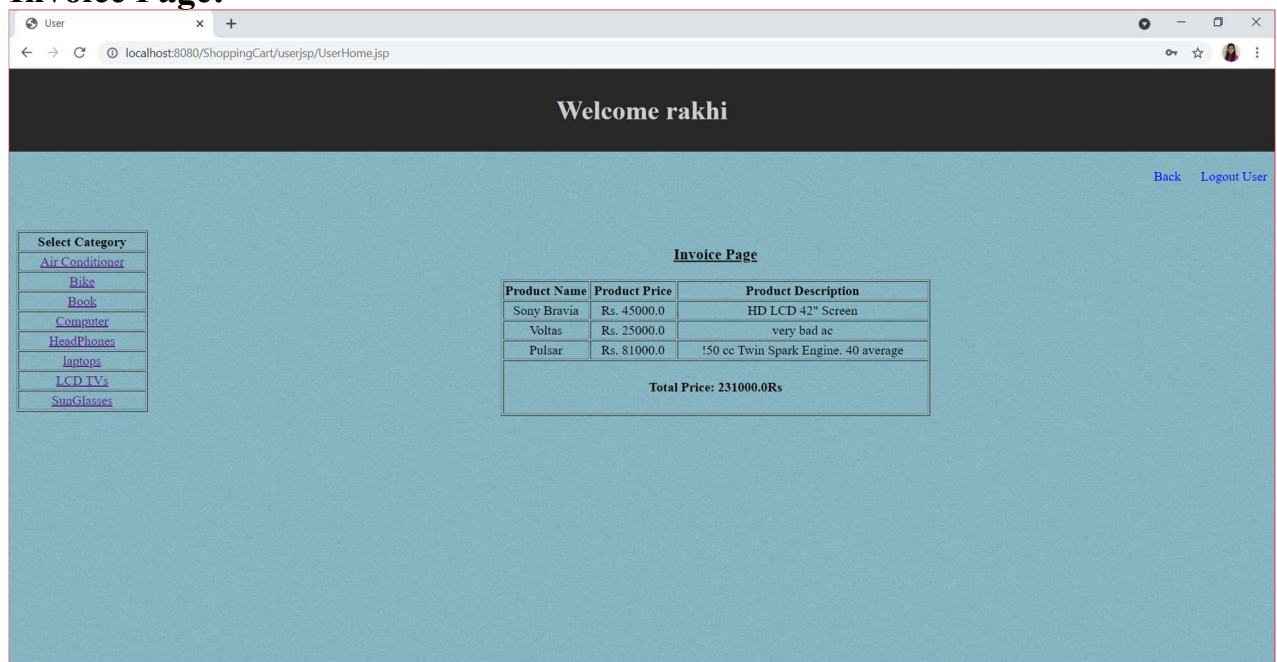 Invoice Page:
User
localhost:8080/ShoppingCart/userjsp/UserHome.jsp
Welcome rakhi
Back Logout User
Select Category
Air Conditioner
Bike
Book
Computer
HeadPhones
laptops
LCD TVs
SunGlasses
Invoice Page
Product Name Product Price Product Description
Sony Bravia Rs. 45000.0 HD LCD 42" Screen
Voltas Rs. 25000.0 very bad ac
Pulsar Rs. 81000.0 !50 cc Twin Spark Engine. 40 average
Total Price: 231000.0Rs